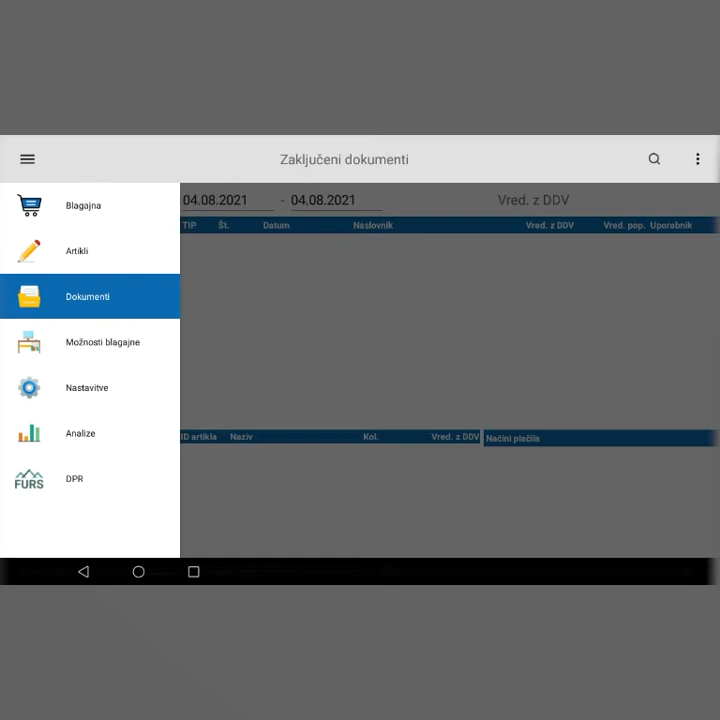 Zaključeni dokumenti
04.08.2021 - 04.08.2021 Vred. z DDV
TIP Št. Datum Naslovnik Vred. z DDV Vred. pop. Uporabnik
Blagajna
Artikli
Dokumenti
Možnosti blagajne
Nastavitve
Analize
FURS DPR
ID artikla Naziv Kol. Vred. z DDV Načini plačila